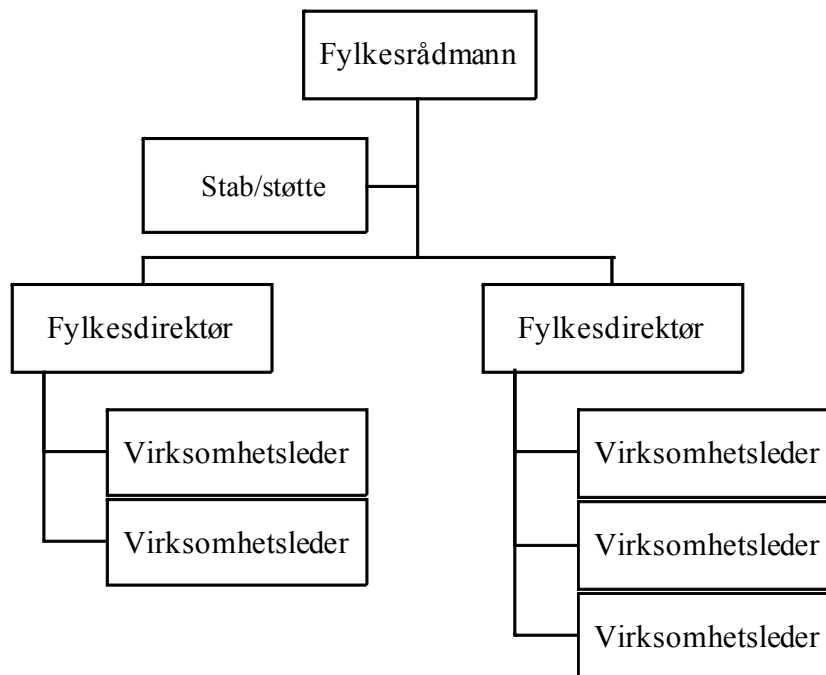 Fylkesrådmann
Stab/støtte
Fylkesdirektør
Fylkesdirektør
Virksomhetsleder
Virksomhetsleder
Virksomhetsleder
Virksomhetsleder
Virksomhetsleder